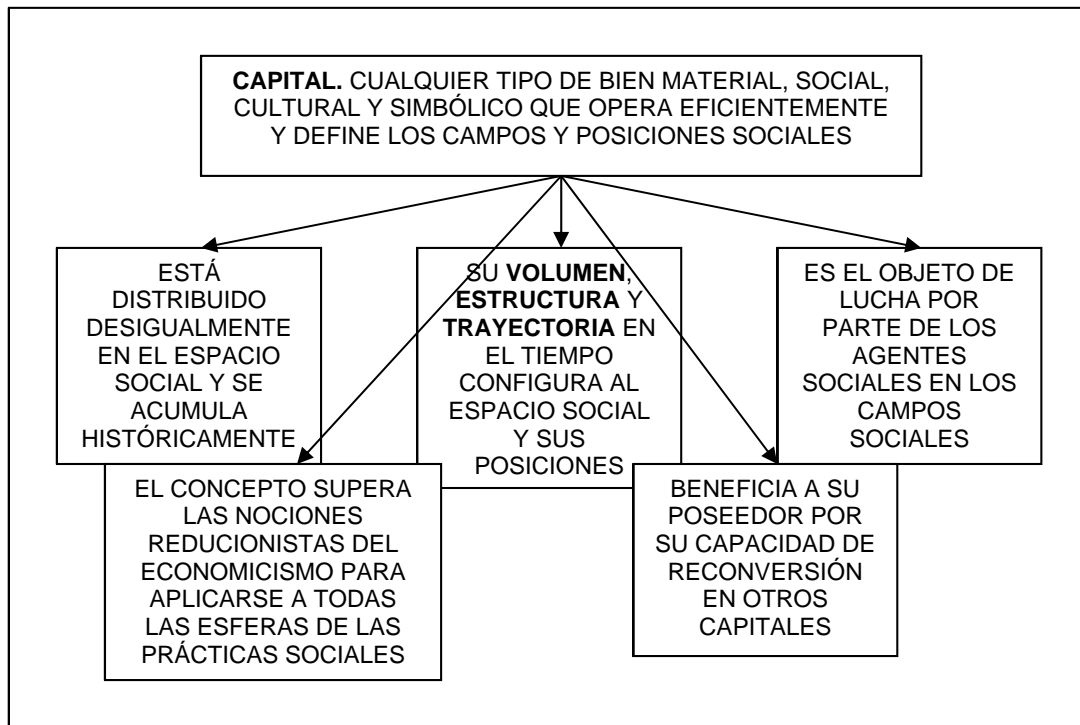 CAPITAL. CUALQUIER TIPO DE BIEN MATERIAL, SOCIAL,
CULTURAL Y SIMBÓLICO QUE OPERA EFICIENTEMENTE
Y DEFINE LOS CAMPOS Y POSICIONES SOCIALES
ESTÁ
DISTRIBUIDO
DESIGUALMENTE
EN EL ESPACIO
SOCIAL Y SE
ACUMULA
HISTÓRICAMENTE
SU VOLUMEN,
ESTRUCTURA Y
TRAYECTORIA EN
EL TIEMPO
CONFIGURA AL
ESPACIO SOCIAL
Y SUS
POSICIONES
ES EL OBJETO DE
LUCHA POR
PARTE DE LOS
AGENTES
SOCIALES EN LOS
CAMPOS
SOCIALES
EL CONCEPTO SUPERA
LAS NOCIONES
REDUCIONISTAS DEL
ECONOMICISMO PARA
APLICARSE A TODAS
LAS ESFERAS DE LAS
PRÁCTICAS SOCIALES
BENEFICIA A SU
POSEEDOR POR
SU CAPACIDAD DE
RECONVERSIÓN
EN OTROS
CAPITALES